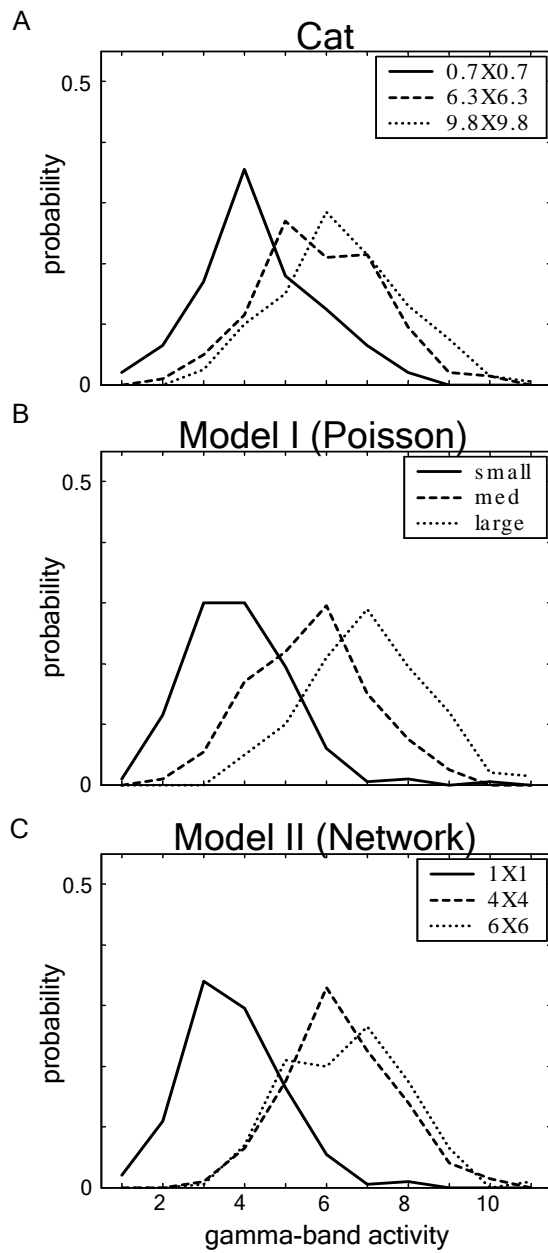 A
Cat
0.7X0.7
6.3X6.3
9.8X9.8
0.5
probability
0
B
Model I (Poisson)
small
med
large
0.5
probability
0
C
Model II (Network)
1X1
4X4
6X6
0.5
probability
0
2 4 6 8 10
gamma-band activity